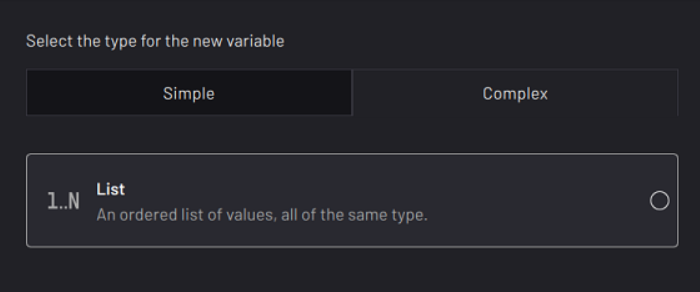 Select the type for the new variable
Simple
Complex
1..N
List
An ordered list of values, all of the same type.